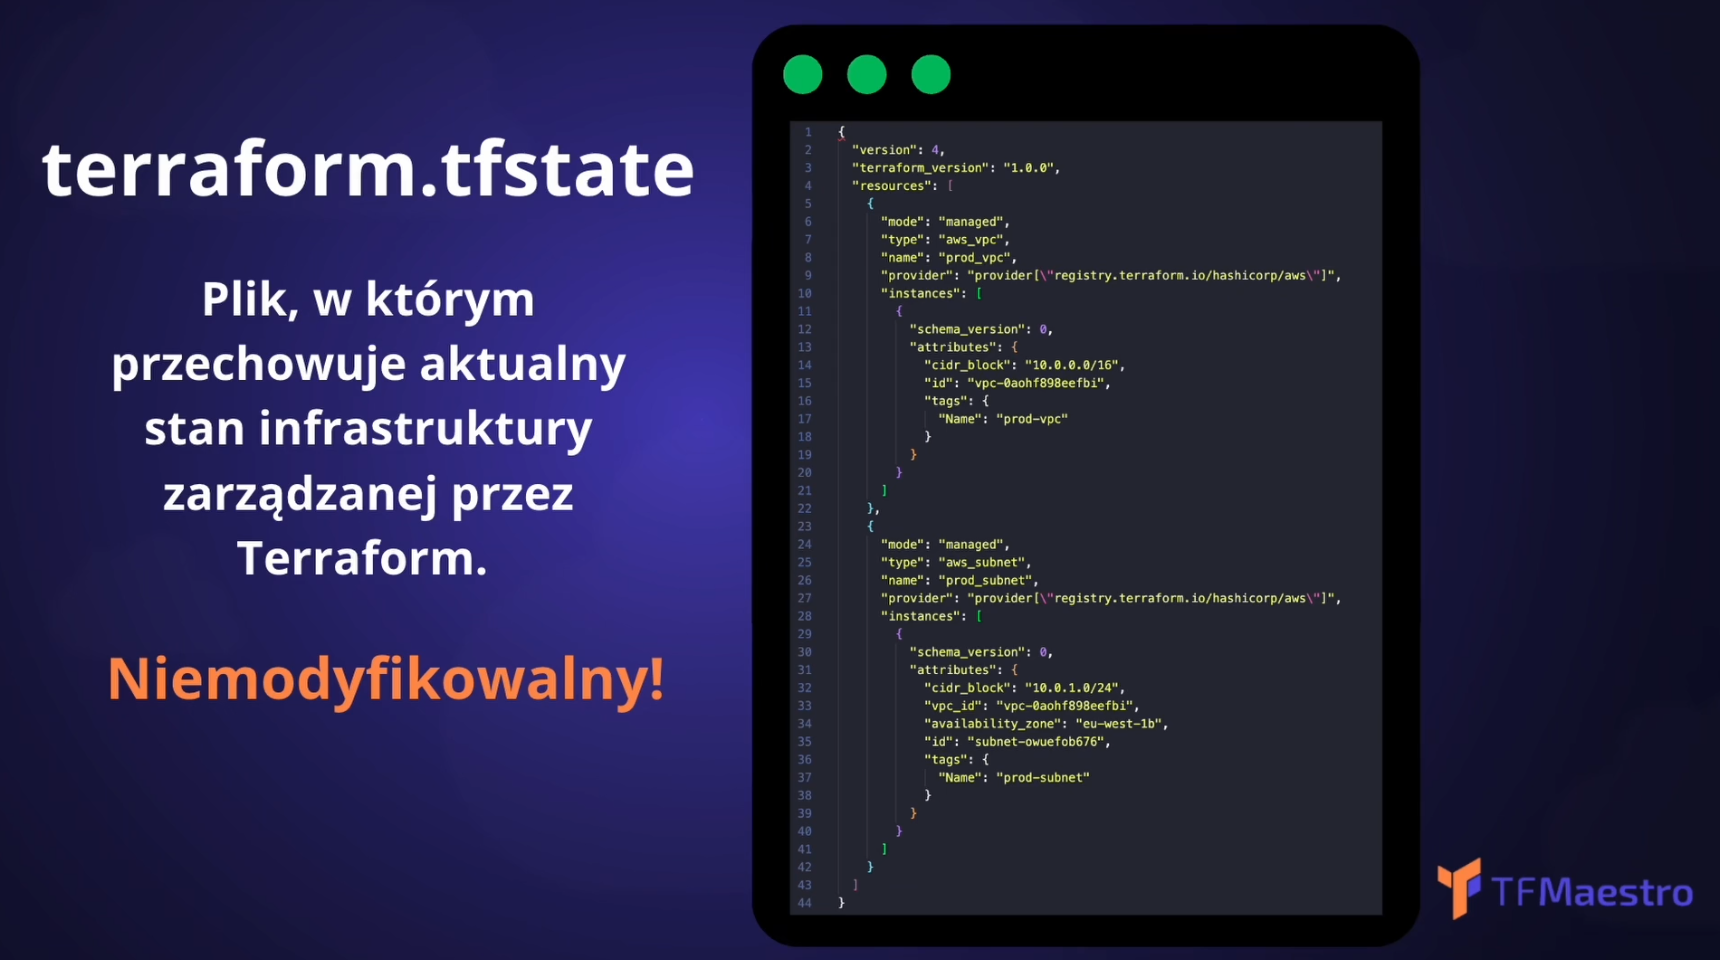 terraform.tfstate
Plik, w którym
przechowuje aktualny
stan infrastruktury
zarządzanej przez
Terraform.
Niemodyfikowalny!
1 {
2 "version": 4,
3 "terraform_version": "1.0.0",
4 "resources": [
5 {
6 "mode": "managed",
7 "type": "aws_vpc",
8 "name": "prod_vpc",
9 "provider": "provider[\"registry.terraform.io/hashicorp/aws\"]",
10 "instances": [
11 {
12 "schema_version": 0,
13 "attributes": {
14 "cidr_block": "10.0.0.0/16",
15 "id": "vpc-0aohf898eefbi",
16 "tags": {
17 "Name": "prod-vpc"
18 }
19 }
20 }
21 ]
22 },
23 {
24 "mode": "managed",
25 "type": "aws_subnet",
26 "name": "prod_subnet",
27 "provider": "provider[\"registry.terraform.io/hashicorp/aws\"]",
28 "instances": [
29 {
30 "schema_version": 0,
31 "attributes": {
32 "cidr_block": "10.0.1.0/24",
33 "vpc_id": "vpc-0aohf898eefbi",
34 "availability_zone": "eu-west-1b",
35 "id": "subnet-owuefob676",
36 "tags": {
37 "Name": "prod-subnet"
38 }
39 }
40 }
41 ]
42 }
43 ]
44 }
TFMaestro